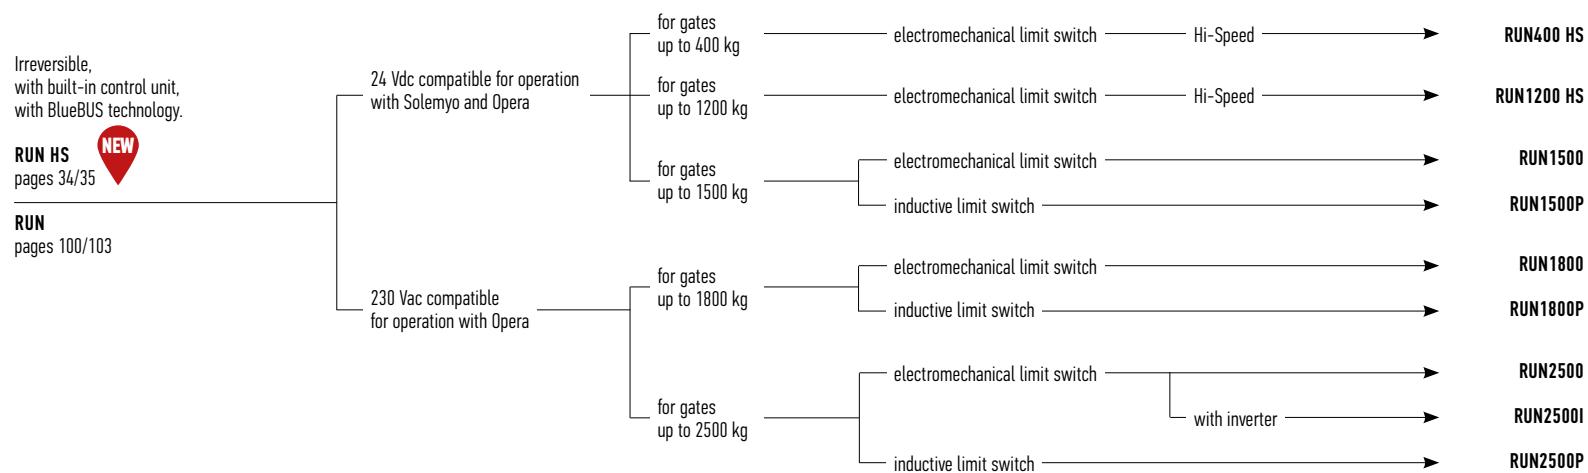 Irreversible,
with built-in control unit,
with BlueBUS technology.
RUN HS
pages 34/35
NEW
RUN
pages 100/103
24 Vdc compatible for operation
with Solemyo and Opera
for gates
up to 400 kg
electromechanical limit switch
Hi-Speed
RUN400 HS
for gates
up to 1200 kg
electromechanical limit switch
Hi-Speed
RUN1200 HS
for gates
up to 1500 kg
electromechanical limit switch
RUN1500
inductive limit switch
RUN1500P
230 Vac compatible
for operation with Opera
for gates
up to 1800 kg
electromechanical limit switch
RUN1800
inductive limit switch
RUN1800P
for gates
up to 2500 kg
electromechanical limit switch
RUN2500
with inverter
RUN2500I
inductive limit switch
RUN2500P